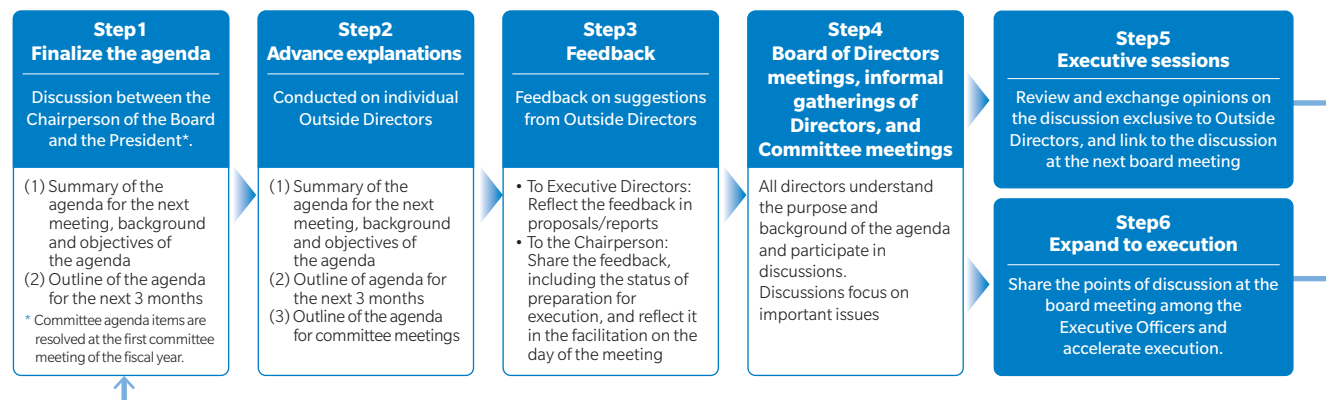 Step1
Finalize the agenda
Discussion between the
Chairperson of the Board
and the President*.
(1) Summary of the
agenda for the next
meeting, background
and objectives of
the agenda
(2) Outline of the agenda
for the next 3 months
* Committee agenda items are
resolved at the first committee
meeting of the fiscal year.
Step2
Advance explanations
Conducted on individual
Outside Directors
(1) Summary of the
agenda for the next
meeting, background
and objectives of
the agenda
(2) Outline of agenda for
the next 3 months
(3) Outline of the agenda
for committee meetings
Step3
Feedback
Feedback on suggestions
from Outside Directors
• To Executive Directors:
Reflect the feedback in
proposals/reports
• To the Chairperson:
Share the feedback,
including the status of
preparation for
execution, and reflect it
in the facilitation on the
day of the meeting
Step4
Board of Directors
meetings, informal
gatherings of
Directors, and
Committee meetings
All directors understand
the purpose and
background of the agenda
and participate in
discussions.
Discussions focus on
important issues
Step5
Executive sessions
Review and exchange opinions on
the discussion exclusive to Outside
Directors, and link to the discussion
at the next board meeting
Step6
Expand to execution
Share the points of discussion at the
board meeting among the
Executive Officers and
accelerate execution.